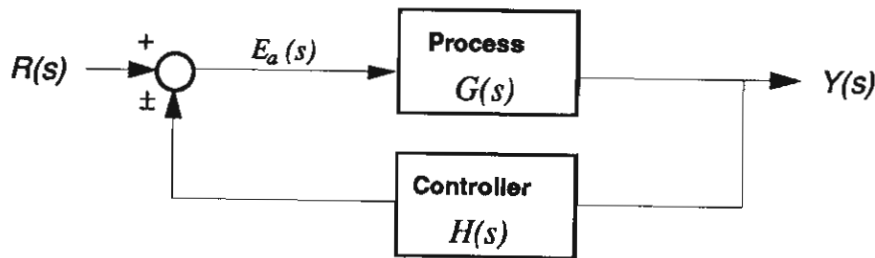 +
R(s)
E_a(s)
Process
G(s)
Y(s)
±
Controller
H(s)